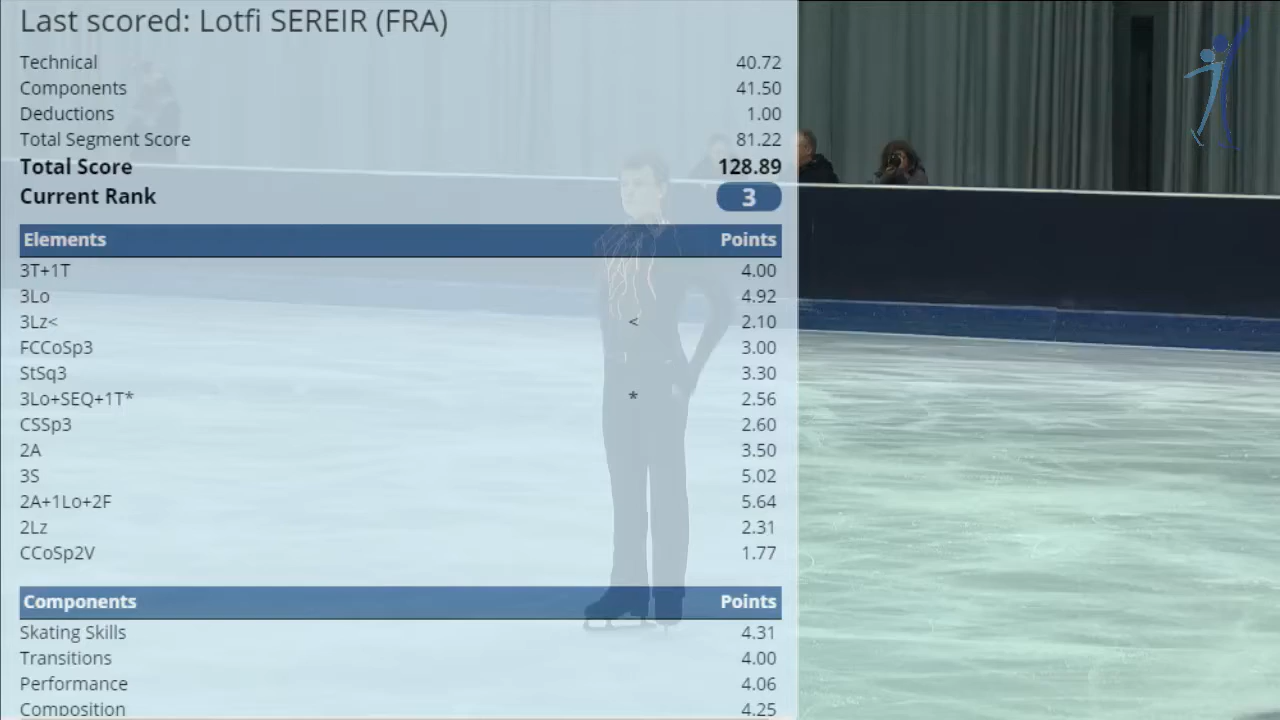 Last scored: Lotfi SEREIR (FRA)
Technical 40.72
Components 41.50
Deductions 1.00
Total Segment Score 81.22
Total Score 128.89
Current Rank 3
Elements Points
3T+1T 4.00
3Lo 4.92
3Lz< < 2.10
FCCoSp3 3.00
StSq3 3.30
3Lo+SEQ+1T* * 2.56
CSSp3 2.60
2A 3.50
3S 5.02
2A+1Lo+2F 5.64
2Lz 2.31
CCoSp2V 1.77
Components Points
Skating Skills 4.31
Transitions 4.00
Performance 4.06
Composition 4.25